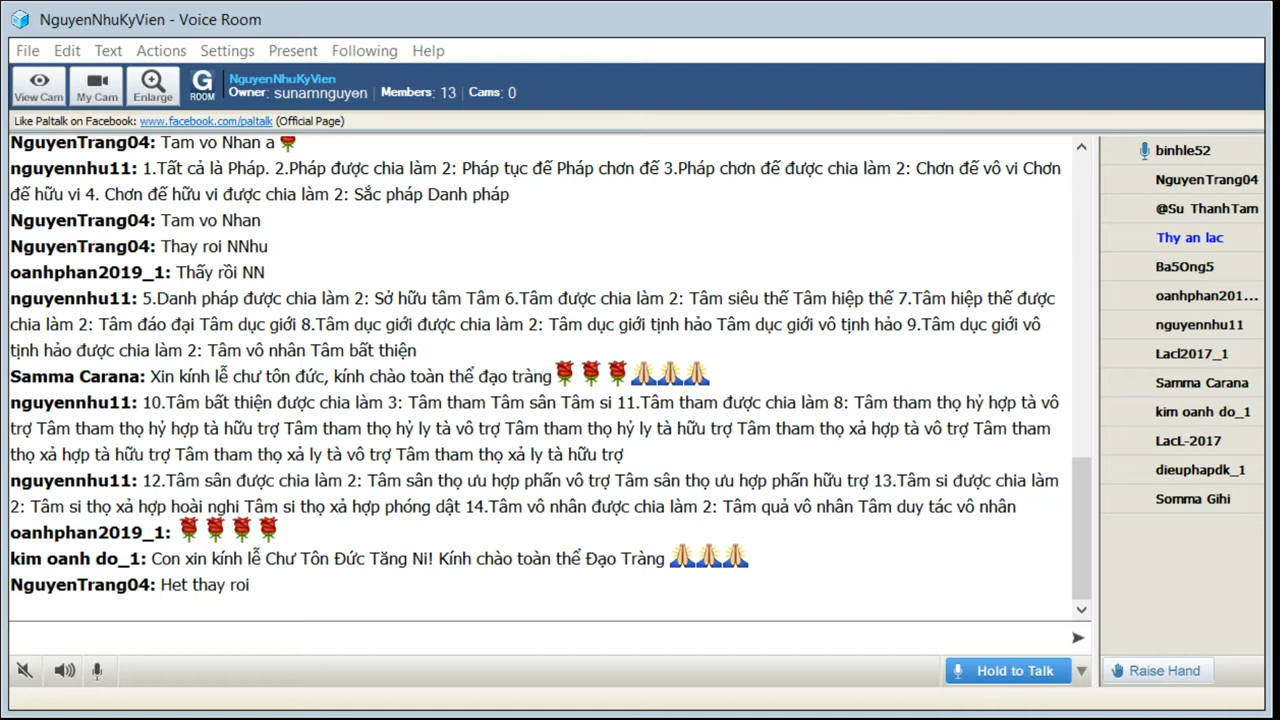 NguyenNhuKyVien - Voice Room
File Edit Text Actions Settings Present Following Help
View Cam My Cam Enlarge G ROOM NguyenNhuKyVien
Owner: sunamnguyen | Members: 13 | Cams: 0
Like Paltalk on Facebook: www.facebook.com/paltalk (Official Page)
NguyenTrang04: Tam vo Nhan a
nguyennhu11: 1.Tất cả là Pháp. 2.Pháp được chia làm 2: Pháp tục đế Pháp chơn đế 3.Pháp chơn đế được chia làm 2: Chơn đế vô vi Chơn
đế hữu vi 4. Chơn đế hữu vi được chia làm 2: Sắc pháp Danh pháp
NguyenTrang04: Tam vo Nhan
NguyenTrang04: Thay roi NNhu
oanhphan2019_1: Thấy rồi NN
nguyennhu11: 5.Danh pháp được chia làm 2: Sở hữu tâm Tâm 6.Tâm được chia làm 2: Tâm siêu thế Tâm hiệp thế 7.Tâm hiệp thế được
chia làm 2: Tâm đáo đại Tâm dục giới 8.Tâm dục giới được chia làm 2: Tâm dục giới tịnh hảo Tâm dục giới vô tịnh hảo 9.Tâm dục giới vô
tịnh hảo được chia làm 2: Tâm vô nhân Tâm bất thiện
Samma Carana: Xin kính lễ chư tôn đức, kính chào toàn thể đạo tràng
nguyennhu11: 10.Tâm bất thiện được chia làm 3: Tâm tham Tâm sân Tâm si 11.Tâm tham được chia làm 8: Tâm tham thọ hỷ hợp tà vô
trợ Tâm tham thọ hỷ hợp tà hữu trợ Tâm tham thọ hỷ ly tà vô trợ Tâm tham thọ hỷ ly tà hữu trợ Tâm tham thọ xả hợp tà vô trợ Tâm tham
thọ xả hợp tà hữu trợ Tâm tham thọ xả ly tà vô trợ Tâm tham thọ xả ly tà hữu trợ
nguyennhu11: 12.Tâm sân được chia làm 2: Tâm sân thọ ưu hợp phấn vô trợ Tâm sân thọ ưu hợp phấn hữu trợ 13.Tâm si được chia làm
2: Tâm si thọ xả hợp hoài nghi Tâm si thọ xả hợp phóng dật 14.Tâm vô nhân được chia làm 2: Tâm quả vô nhân Tâm duy tác vô nhân
oanhphan2019_1:
kim oanh do_1: Con xin kính lễ Chư Tôn Đức Tăng Ni! Kính chào toàn thể Đạo Tràng
NguyenTrang04: Het thay roi
binhle52
NguyenTrang04
@Su ThanhTam
Thy an lac
Ba5Ong5
oanhphan201...
nguyennhu11
Lacl2017_1
Samma Carana
kim oanh do_1
LacL-2017
dieuphapdk_1
Somma Gihi
Hold to Talk
Raise Hand